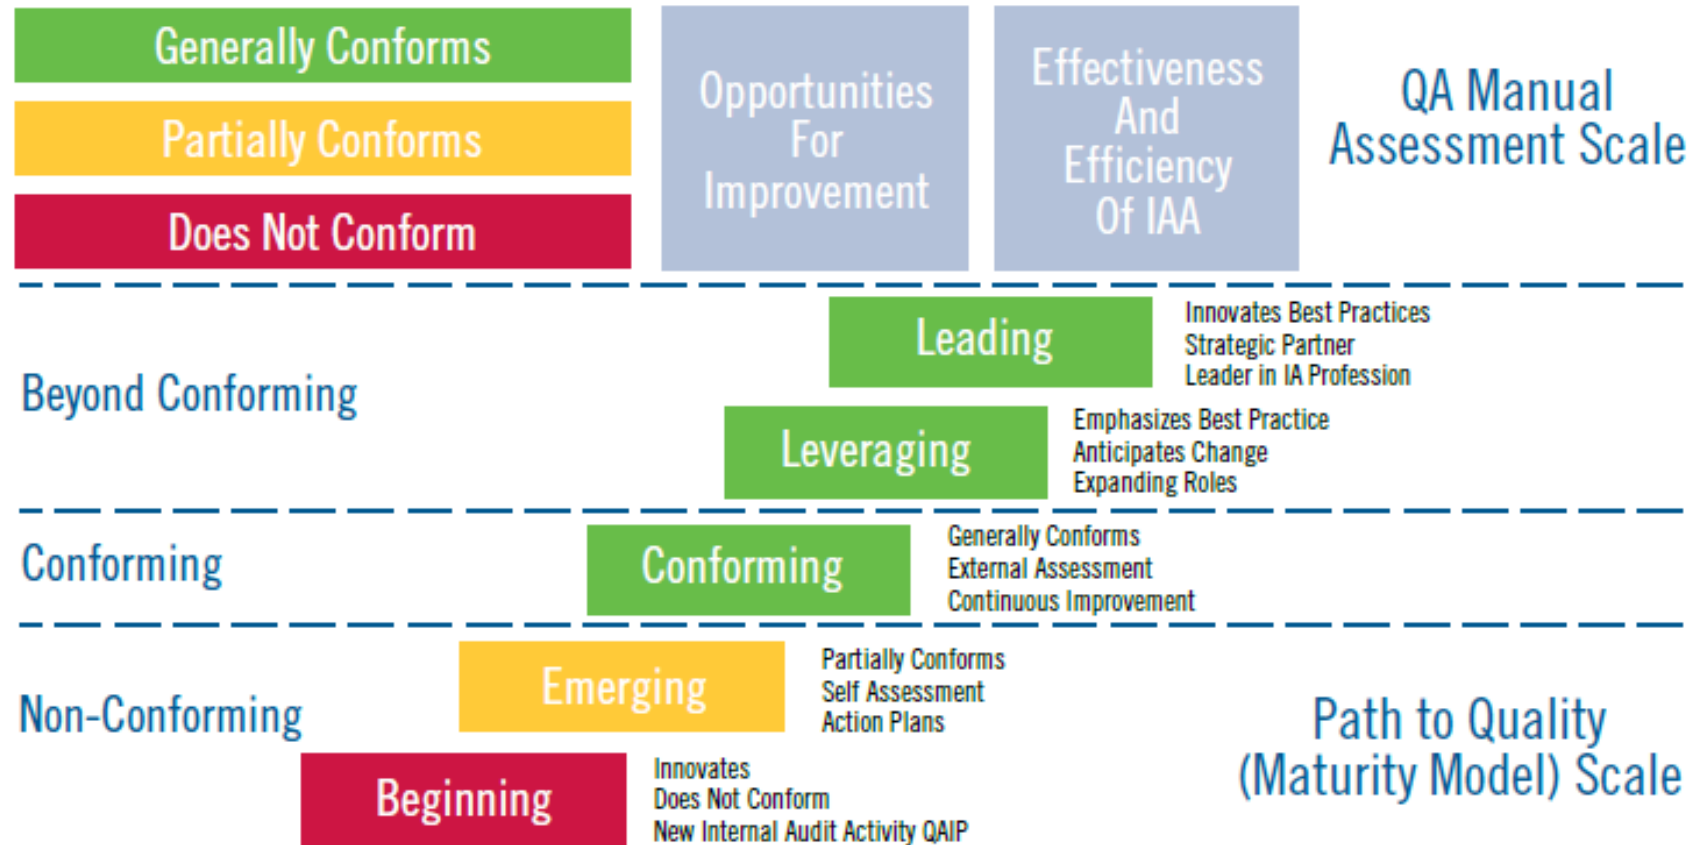 Generally Conforms
Partially Conforms
Does Not Conform
Opportunities
For
Improvement
Effectiveness
And
Efficiency
Of IAA
QA Manual
Assessment Scale
Beyond Conforming
Leading
Innovates Best Practices
Strategic Partner
Leader in IA Profession
Leveraging
Emphasizes Best Practice
Anticipates Change
Expanding Roles
Conforming
Conforming
Generally Conforms
External Assessment
Continuous Improvement
Non-Conforming
Emerging
Partially Conforms
Self Assessment
Action Plans
Beginning
Innovates
Does Not Conform
New Internal Audit Activity QAIP
Path to Quality
(Maturity Model) Scale